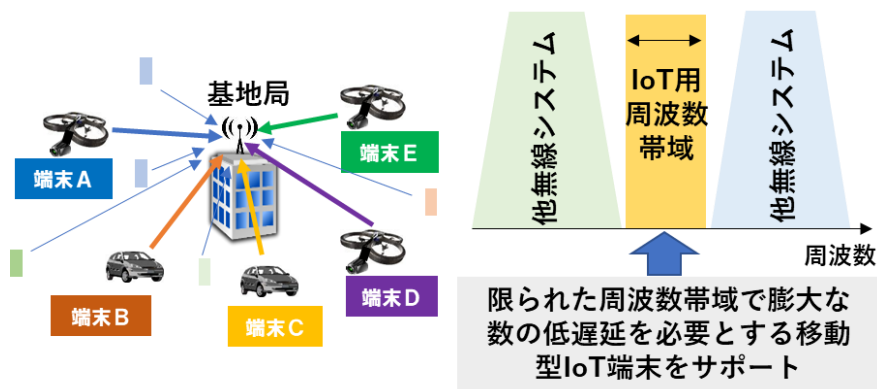 基地局
端末A
端末E
端末B
端末C
端末D
他無線システム
IoT用
周波数
帯域
他無線システム
周波数
限られた周波数帯域で膨大な
数の低遅延を必要とする移動
型IoT端末をサポート